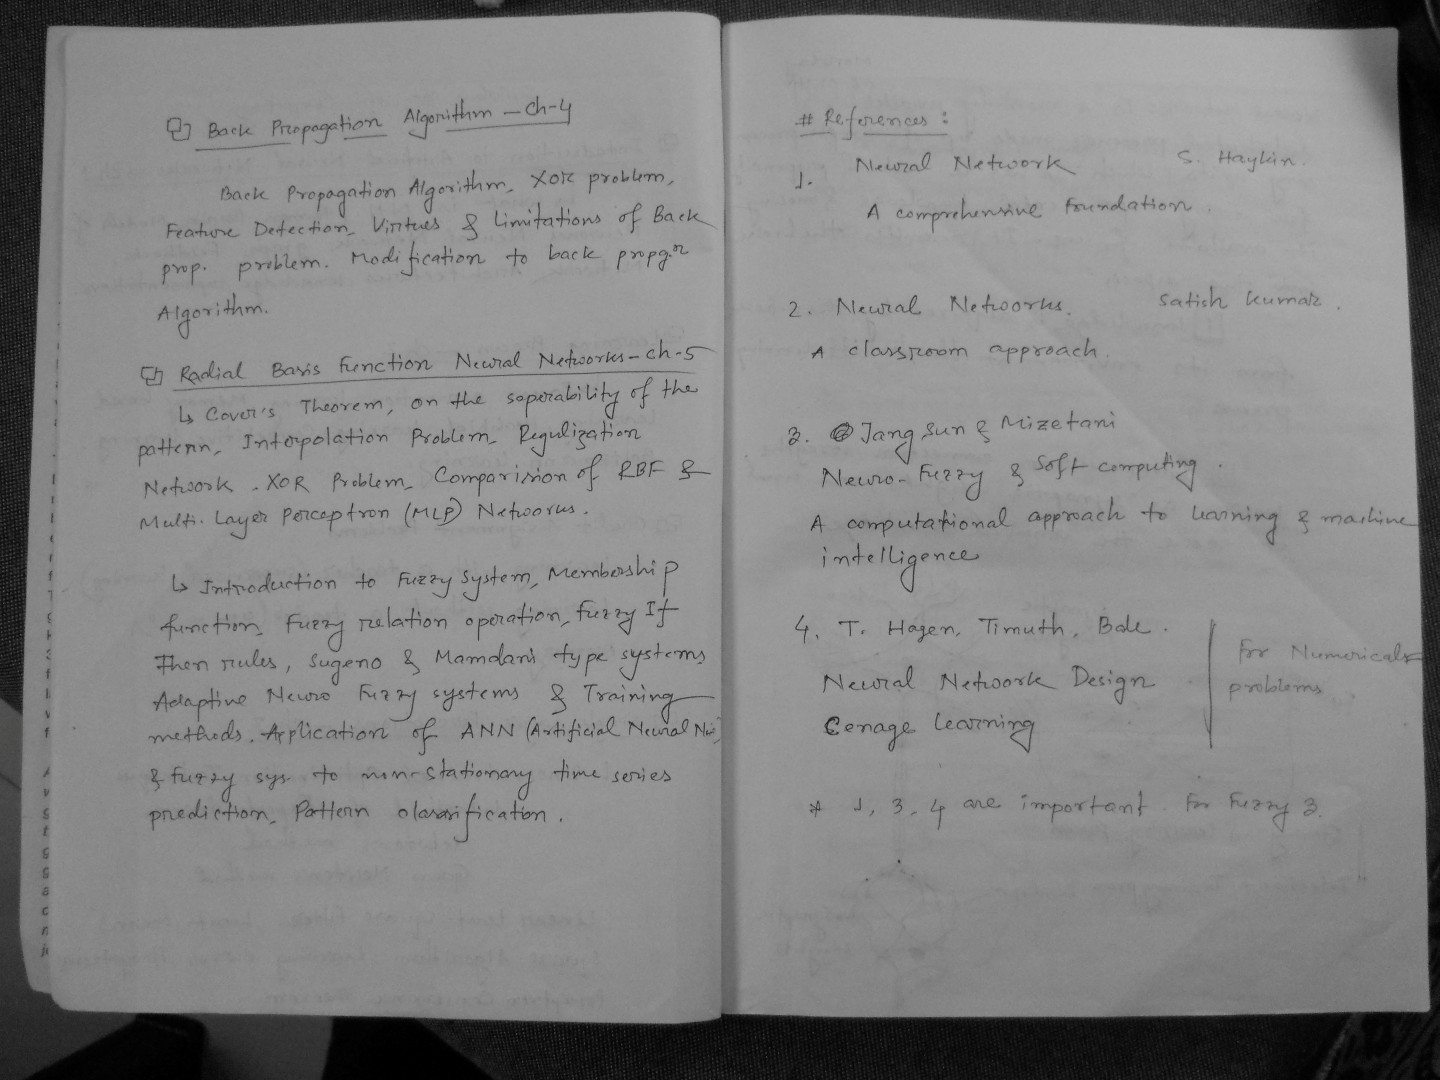 Back Propagation Algorithm - Ch-4
Back Propagation Algorithm, XOR problem,
Feature Detection, Virtues & limitations of Back
prop. problem. Modification to back propgn
Algorithm.
Radial Basis Function Neural Networks - ch-5
↳ Cover's Theorem, on the saperability of the
pattern, Interpolation Problem, Regulization
Network, XOR Problem, Comparision of RBF &
Multi-Layer Perceptron (MLP) Networks.
↳ Introduction to Fuzzy System, Membership
function, Fuzzy relation operation, Fuzzy If
Then rules, Sugeno & Mamdani type systems
Adaptive Neuro Fuzzy systems & Training
methods. Application of ANN (Artificial Neural
& fuzzy sys. to non-stationary time series
prediction, Pattern classification.
# References :
1. Neural Network S. Haykin.
A comprehensive foundation.
2. Neural Networks. Satish Kumar.
A classroom approach.
3. Jang Sun & Mizetani
Neuro-Fuzzy & Soft computing.
A computational approach to learning & machine
intelligence
4. T. Hagen, Timuth, Bale.
Neural Network Design
Cenage learning
For Numericals
problems
* 1, 3, 4 are important. For Fuzzy 3.